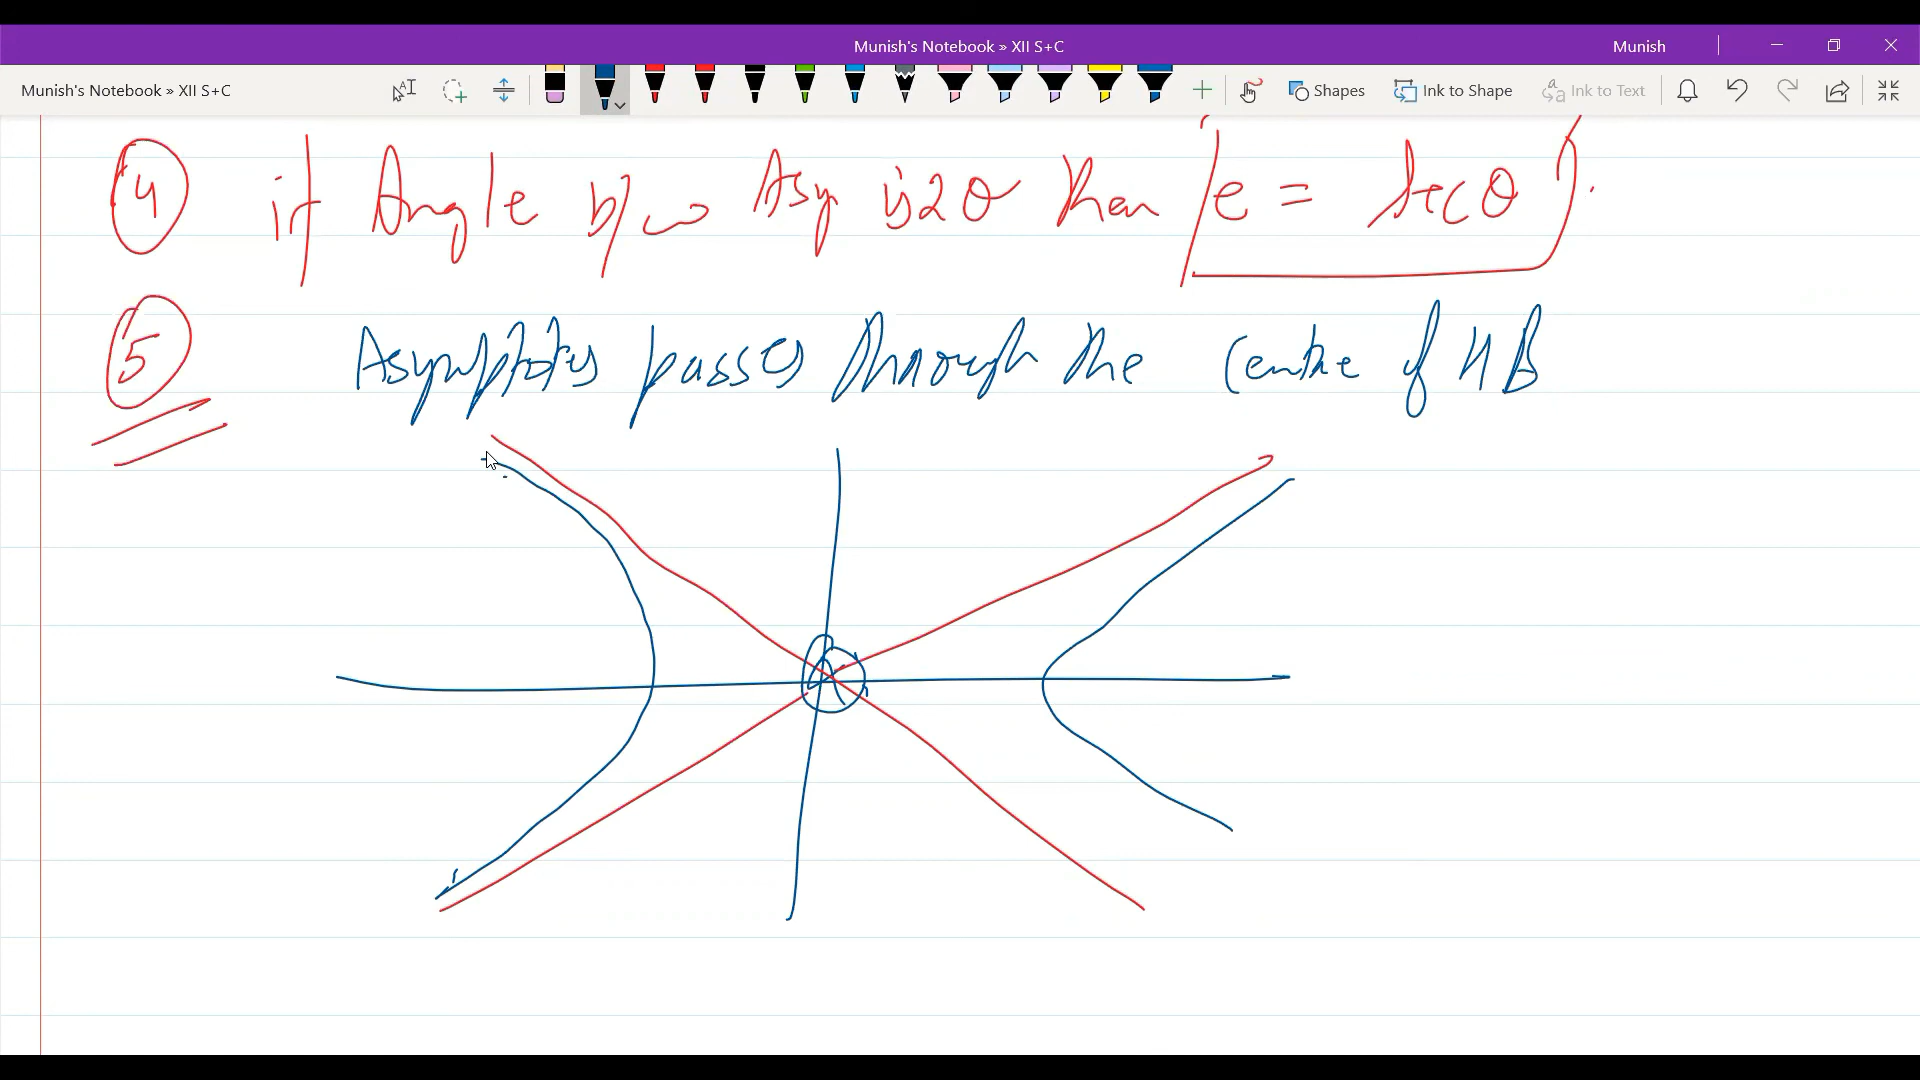 Munish's Notebook » XII S+C
Munish
Munish's Notebook » XII S+C
Shapes
Ink to Shape
Ink to Text
4 if Angle b/w Asy is 2θ then e = secθ
5 Asymptotes passes through the Centre of HB